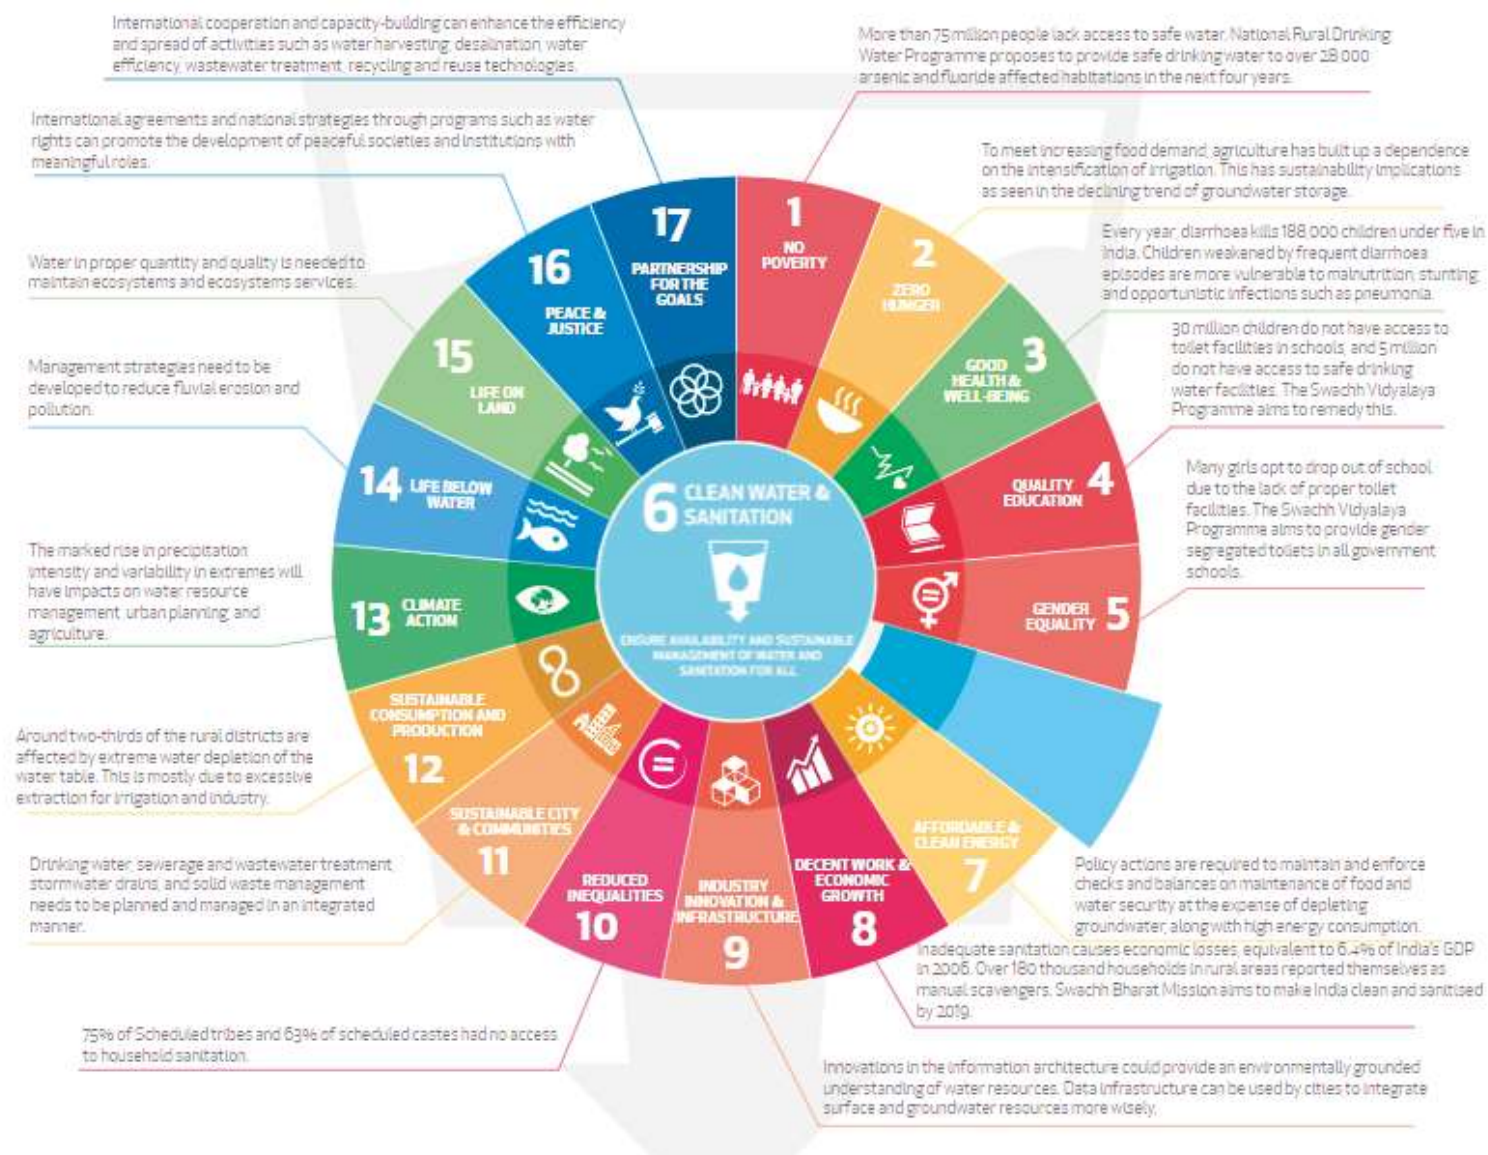 International cooperation and capacity-building can enhance the efficiency
and spread of activities such as water harvesting, desalination, water
efficiency, wastewater treatment, recycling and reuse technologies.
More than 75 million people lack access to safe water. National Rural Drinking
Water Programme proposes to provide safe drinking water to over 28,000
arsenic and fluoride affected habitations in the next four years.
International agreements and national strategies through programs such as water
rights can promote the development of peaceful societies and institutions with
meaningful roles.
To meet increasing food demand, agriculture has built up a dependence
on the intensification of irrigation. This has sustainability implications
as seen in the declining trend of groundwater storage.
Every year, diarrhoea kills 188,000 children under five in
India. Children weakened by frequent diarrhoea
episodes are more vulnerable to malnutrition, stunting,
and opportunistic infections such as pneumonia.
Water in proper quantity and quality is needed to
maintain ecosystems and ecosystems services.
30 million children do not have access to
toilet facilities in schools, and 5 million
do not have access to safe drinking
water facilities. The Swachh Vidyalaya
Programme aims to remedy this.
Management strategies need to be
developed to reduce fluvial erosion and
pollution.
Many girls opt to drop out of school
due to the lack of proper toilet
facilities. The Swachh Vidyalaya
Programme aims to provide gender
segregated toilets in all government
schools.
The marked rise in precipitation
intensity and variability in extremes will
have impacts on water resource
management, urban planning, and
agriculture.
Around two-thirds of the rural districts are
affected by extreme water depletion of the
water table. This is mostly due to excessive
extraction for irrigation and industry.
Drinking water, sewerage and wastewater treatment,
stormwater drains, and solid waste management
needs to be planned and managed in an integrated
manner.
Policy actions are required to maintain and enforce
checks and balances on maintenance of food and
water security at the expense of depleting
groundwater, along with high energy consumption.
Inadequate sanitation causes economic losses, equivalent to 6.4% of India's GDP
in 2006. Over 180 thousand households in rural areas reported themselves as
manual scavengers. Swachh Bharat Mission aims to make India clean and sanitised
by 2019.
75% of Scheduled tribes and 63% of scheduled castes had no access
to household sanitation.
Innovations in the information architecture could provide an environmentally grounded
understanding of water resources. Data infrastructure can be used by cities to integrate
surface and groundwater resources more wisely.
1
NO
POVERTY
2
ZERO
HUNGER
3
GOOD
HEALTH &
WELL-BEING
4
QUALITY
EDUCATION
5
GENDER
EQUALITY
6 CLEAN WATER &
SANITATION
ENSURE AVAILABILITY AND SUSTAINABLE
MANAGEMENT OF WATER AND
SANITATION FOR ALL
AFFORDABLE &
CLEAN ENERGY
7
DECENT WORK &
ECONOMIC
GROWTH
8
INDUSTRY
INNOVATION &
INFRASTRUCTURE
9
REDUCED
INEQUALITIES
10
SUSTAINABLE CITY
& COMMUNITIES
11
SUSTAINABLE
CONSUMPTION AND
PRODUCTION
12
13
CLIMATE
ACTION
14
LIFE BELOW
WATER
15
LIFE ON
LAND
16
PEACE &
JUSTICE
17
PARTNERSHIP
FOR THE
GOALS